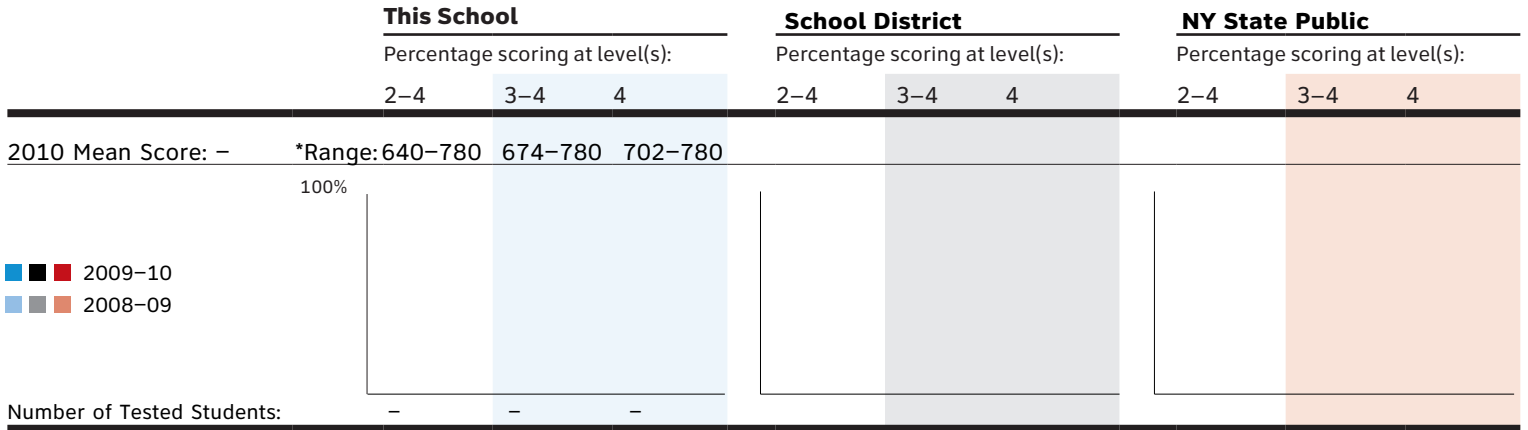 This School School District NY State Public
Percentage scoring at level(s): Percentage scoring at level(s): Percentage scoring at level(s):
2–4 3–4 4 2–4 3–4 4 2–4 3–4 4
2010 Mean Score: – *Range: 640–780 674–780 702–780
100%
2009–10
2008–09
Number of Tested Students: – – –